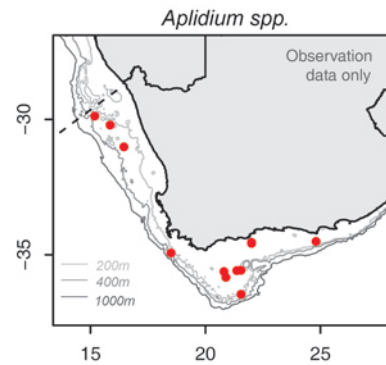 Aplidium spp.
Observation
data only
−30
−35
200m
400m
1000m
15
20
25